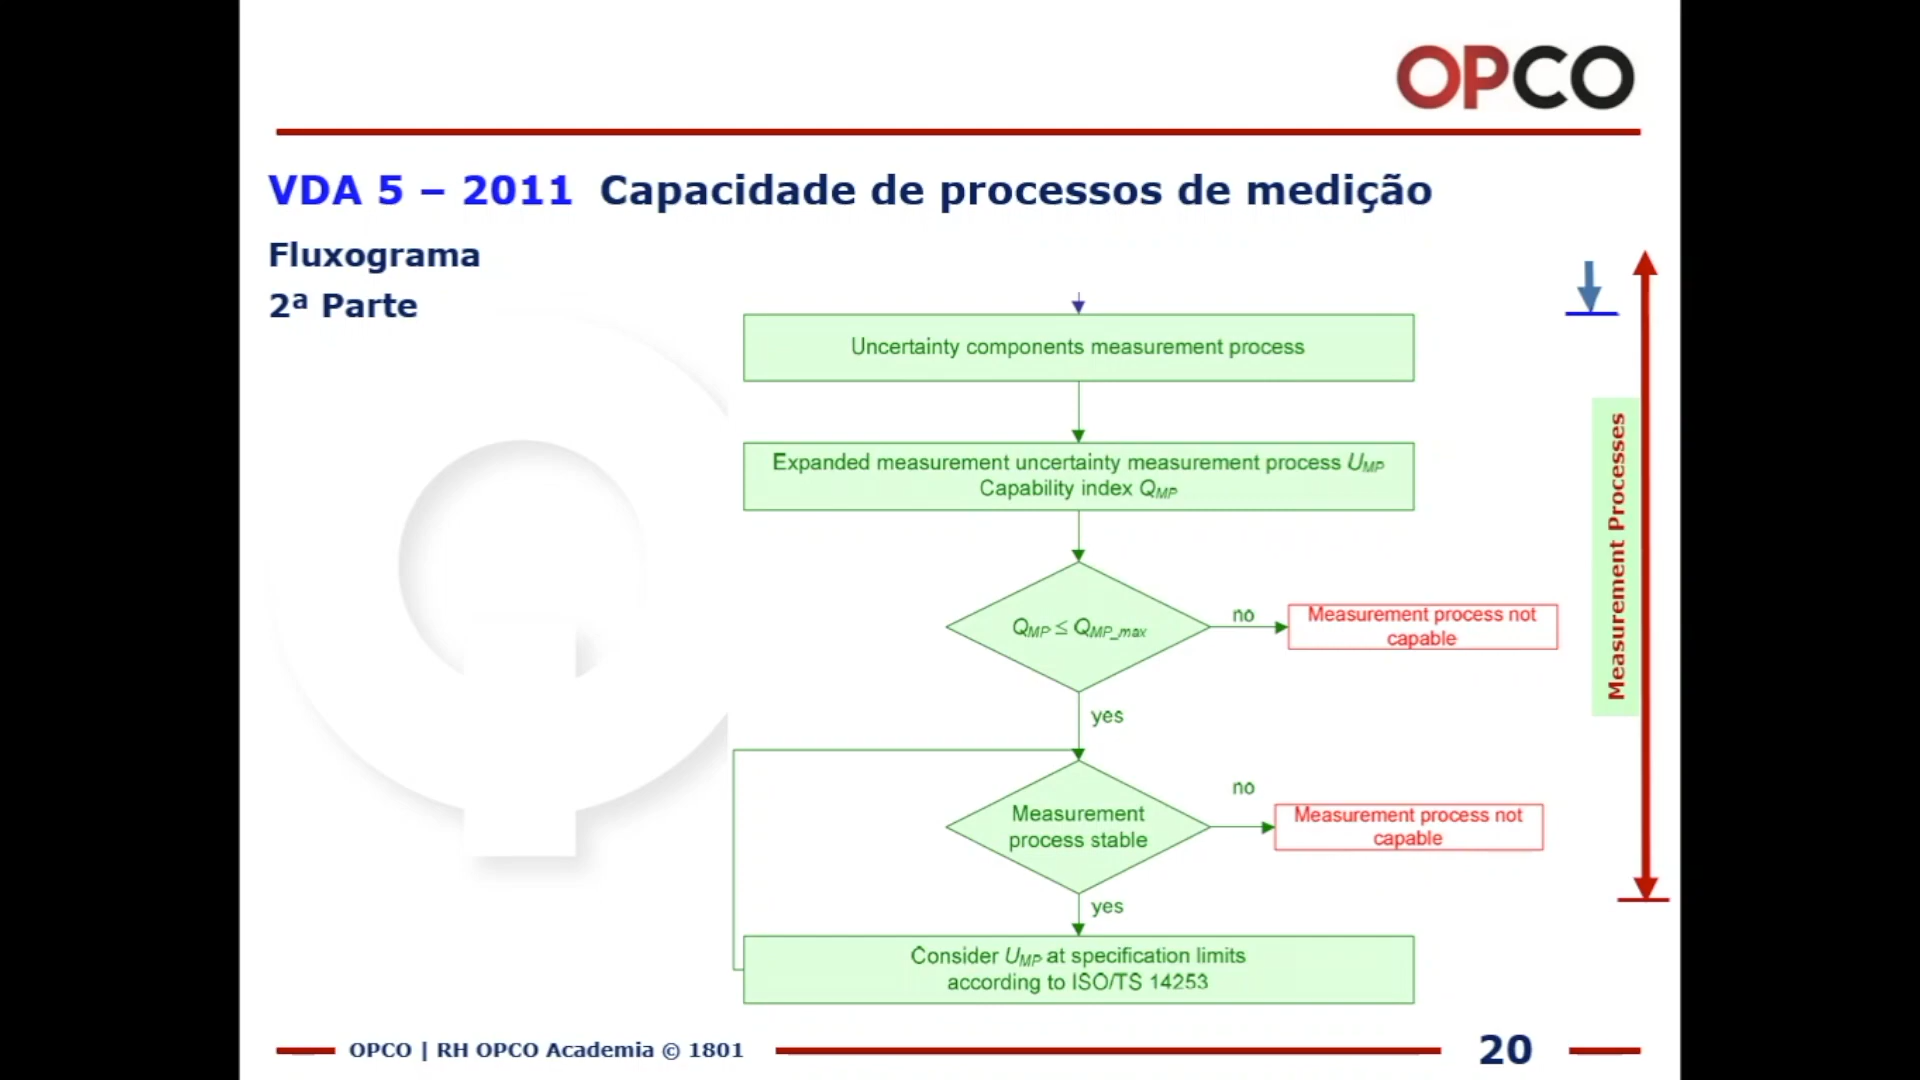 OPCO
VDA 5 – 2011 Capacidade de processos de medição
Fluxograma
2ª Parte
Uncertainty components measurement process
Expanded measurement uncertainty measurement process UMP
Capability index QMP
QMP ≤ QMP_max
no
Measurement process not
capable
yes
Measurement
process stable
no
Measurement process not
capable
yes
Consider UMP at specification limits
according to ISO/TS 14253
Measurement Processes
OPCO | RH OPCO Academia © 1801
20